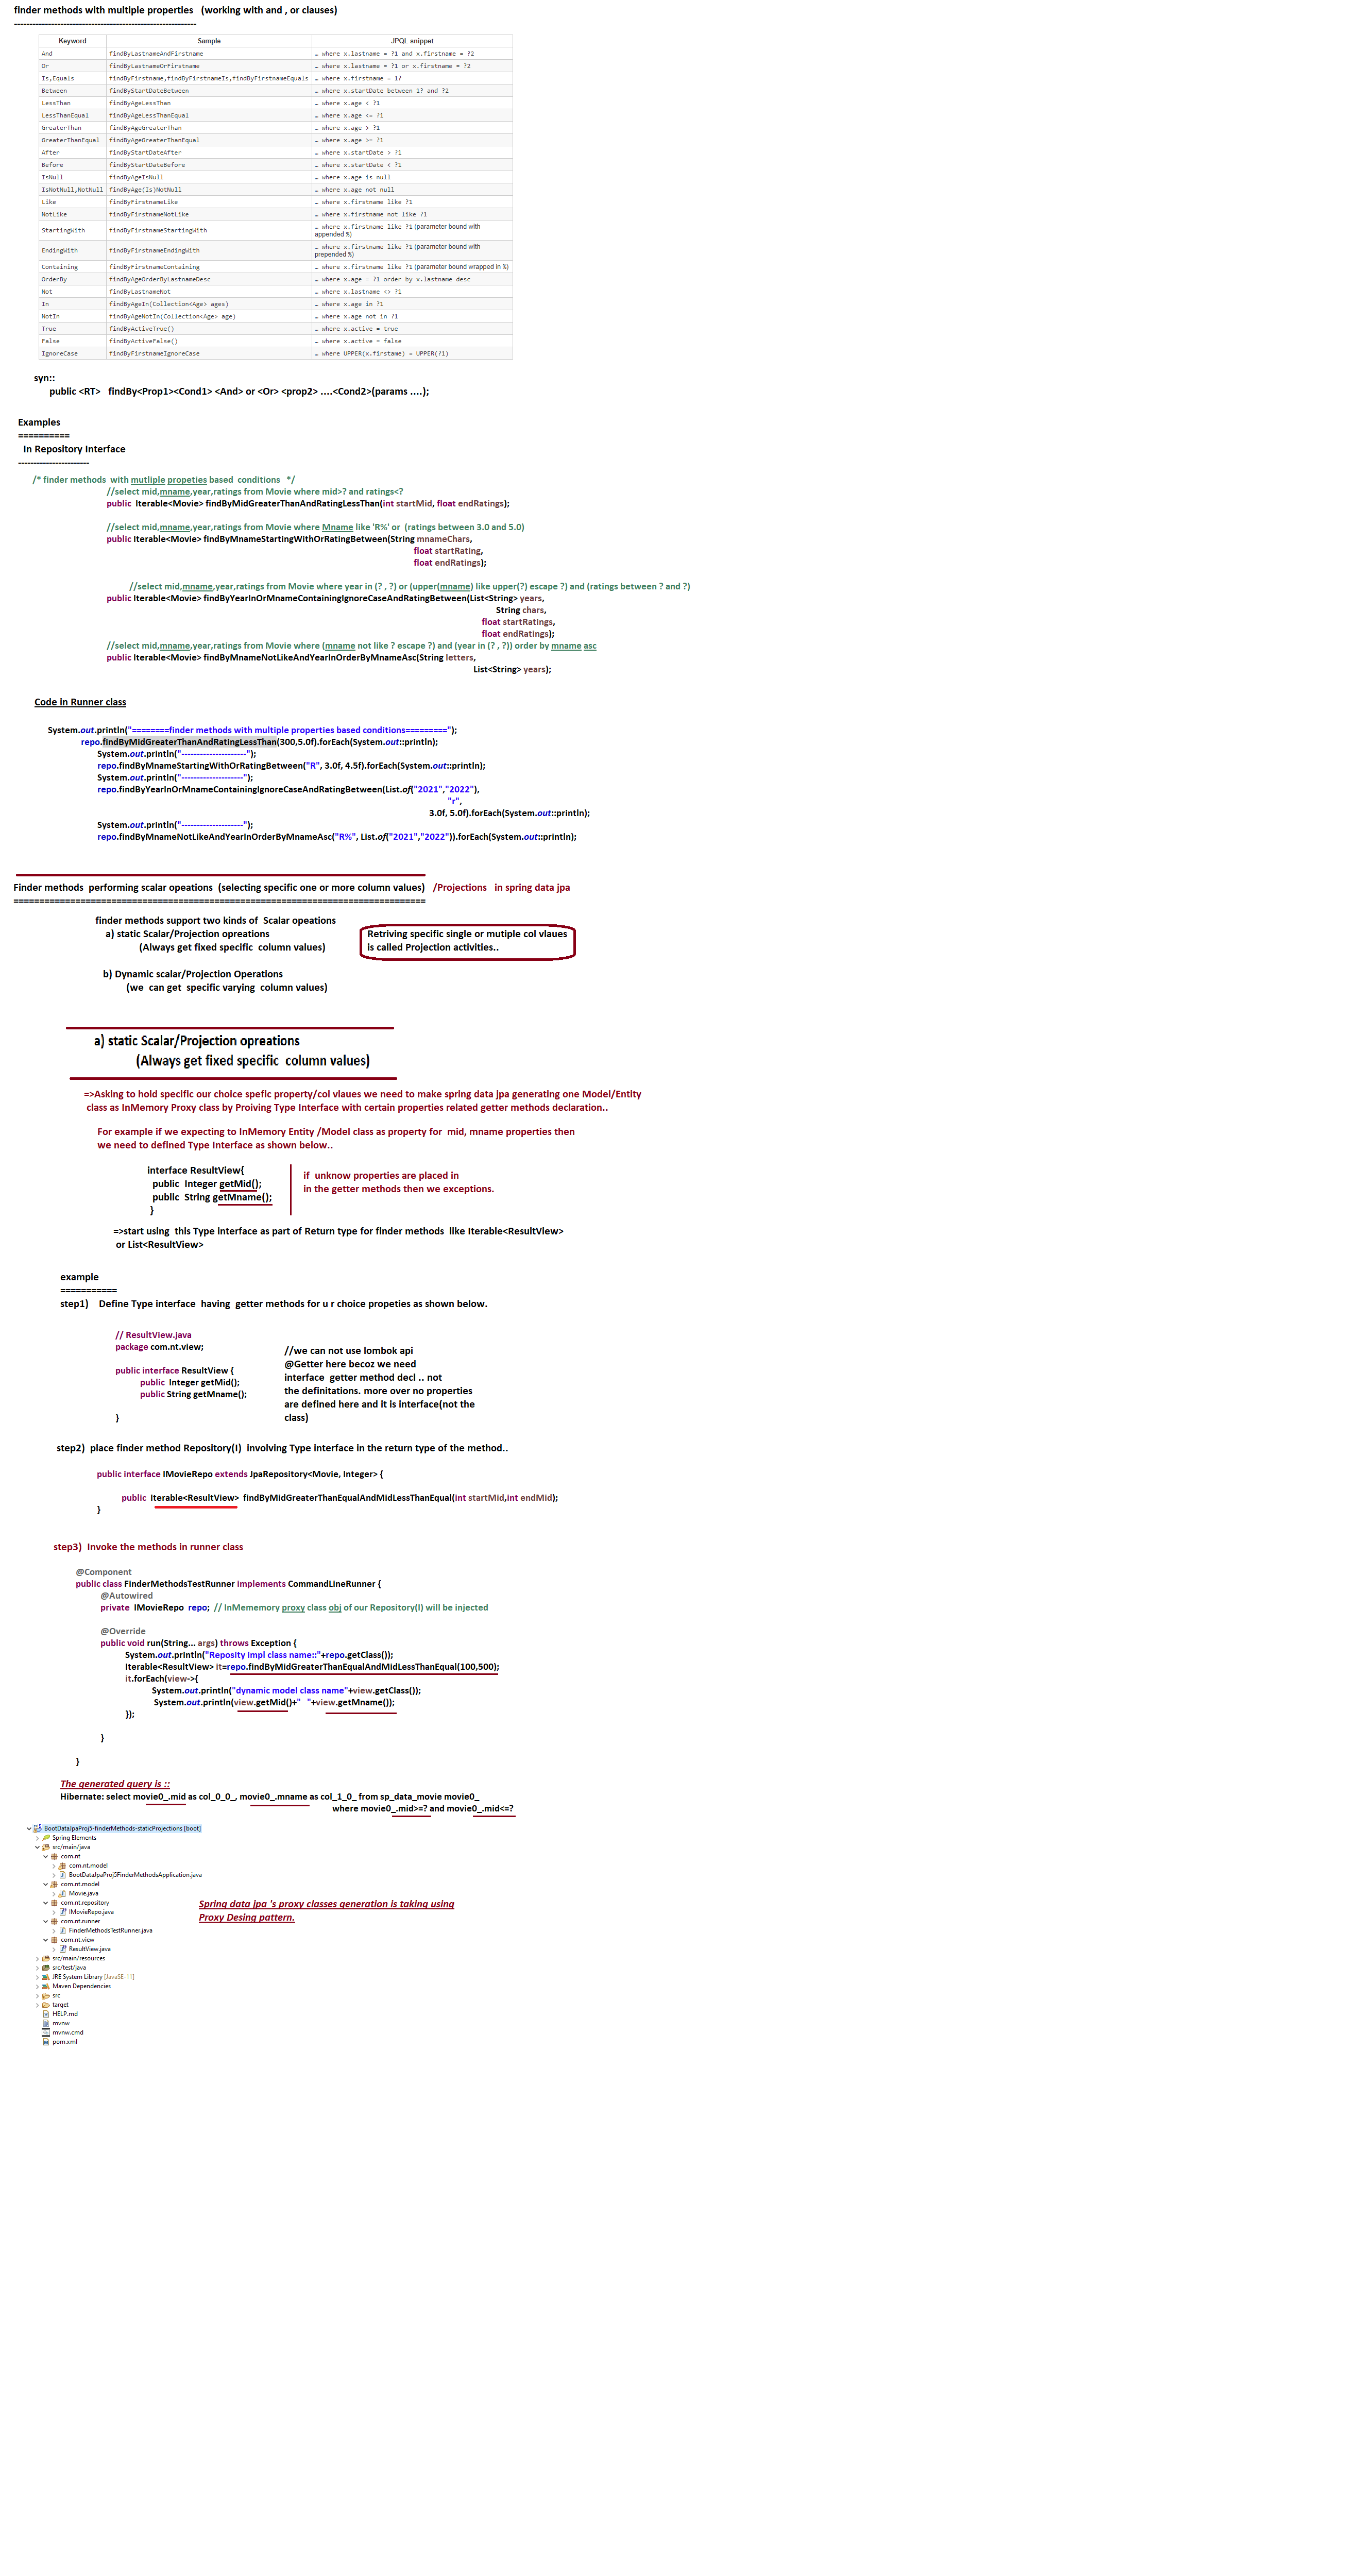 finder methods with multiple properties (working with and , or clauses)
------------------------------------------------------------
Keyword Sample JPQL snippet
And findByLastnameAndFirstname … where x.lastname = ?1 and x.firstname = ?2
Or findByLastnameOrFirstname … where x.lastname = ?1 or x.firstname = ?2
Is,Equals findByFirstname,findByFirstnameIs,findByFirstnameEquals … where x.firstname = 1?
Between findByStartDateBetween … where x.startDate between 1? and ?2
LessThan findByAgeLessThan … where x.age < ?1
LessThanEqual findByAgeLessThanEqual … where x.age <= ?1
GreaterThan findByAgeGreaterThan … where x.age > ?1
GreaterThanEqual findByAgeGreaterThanEqual … where x.age >= ?1
After findByStartDateAfter … where x.startDate > ?1
Before findByStartDateBefore … where x.startDate < ?1
IsNull findByAgeIsNull … where x.age is null
IsNotNull,NotNull findByAge(Is)NotNull … where x.age not null
Like findByFirstnameLike … where x.firstname like ?1
NotLike findByFirstnameNotLike … where x.firstname not like ?1
StartingWith findByFirstnameStartingWith … where x.firstname like ?1 (parameter bound with
appended %)
EndingWith findByFirstnameEndingWith … where x.firstname like ?1 (parameter bound with
prepended %)
Containing findByFirstnameContaining … where x.firstname like ?1 (parameter bound wrapped in %)
OrderBy findByAgeOrderByLastnameDesc … where x.age = ?1 order by x.lastname desc
Not findByLastnameNot … where x.lastname <> ?1
In findByAgeIn(Collection<Age> ages) … where x.age in ?1
NotIn findByAgeNotIn(Collection<Age> age) … where x.age not in ?1
True findByActiveTrue() … where x.active = true
False findByActiveFalse() … where x.active = false
IgnoreCase findByFirstnameIgnoreCase … where UPPER(x.firstame) = UPPER(?1)
syn::
public <RT> findBy<Prop1><Cond1> <And> or <Or> <prop2> ....<Cond2>(params ....);
Examples
==========
In Repository Interface
-----------------------
/* finder methods with mutliple propeties based conditions */
//select mid,mname,year,ratings from Movie where mid>? and ratings<?
public Iterable<Movie> findByMidGreaterThanAndRatingLessThan(int startMid, float endRatings);
//select mid,mname,year,ratings from Movie where Mname like 'R%' or (ratings between 3.0 and 5.0)
public Iterable<Movie> findByMnameStartingWithOrRatingBetween(String mnameChars,
float startRating,
float endRatings);
//select mid,mname,year,ratings from Movie where year in (? , ?) or (upper(mname) like upper(?) escape ?) and (ratings between ? and ?)
public Iterable<Movie> findByYearInOrMnameContainingIgnoreCaseAndRatingBetween(List<String> years,
String chars,
float startRatings,
float endRatings);
//select mid,mname,year,ratings from Movie where (mname not like ? escape ?) and (year in (? , ?)) order by mname asc
public Iterable<Movie> findByMnameNotLikeAndYearInOrderByMnameAsc(String letters,
List<String> years);
Code in Runner class
System.out.println("========finder methods with multiple properties based conditions=========");
repo.findByMidGreaterThanAndRatingLessThan(300,5.0f).forEach(System.out::println);
System.out.println("---------------------");
repo.findByMnameStartingWithOrRatingBetween("R", 3.0f, 4.5f).forEach(System.out::println);
System.out.println("--------------------");
repo.findByYearInOrMnameContainingIgnoreCaseAndRatingBetween(List.of("2021","2022"),
"r",
3.0f, 5.0f).forEach(System.out::println);
System.out.println("--------------------");
repo.findByMnameNotLikeAndYearInOrderByMnameAsc("R%", List.of("2021","2022")).forEach(System.out::println);
Finder methods performing scalar opeations (selecting specific one or more column values) /Projections in spring data jpa
================================================================================
finder methods support two kinds of Scalar opeations
a) static Scalar/Projection opreations
(Always get fixed specific column values)
Retriving specific single or mutiple col vlaues
is called Projection activities..
b) Dynamic scalar/Projection Operations
(we can get specific varying column values)
a) static Scalar/Projection opreations
(Always get fixed specific column values)
=>Asking to hold specific our choice spefic property/col vlaues we need to make spring data jpa generating one Model/Entity
class as InMemory Proxy class by Proiving Type Interface with certain properties related getter methods declaration..
For example if we expecting to InMemory Entity /Model class as property for mid, mname properties then
we need to defined Type Interface as shown below..
interface ResultView{
public Integer getMid();
public String getMname();
}
if unknow properties are placed in
in the getter methods then we exceptions.
=>start using this Type interface as part of Return type for finder methods like Iterable<ResultView>
or List<ResultView>
example
===========
step1) Define Type interface having getter methods for u r choice propeties as shown below.
// ResultView.java
package com.nt.view;
public interface ResultView {
public Integer getMid();
public String getMname();
}
//we can not use lombok api
@Getter here becoz we need
interface getter method decl .. not
the definitations. more over no properties
are defined here and it is interface(not the
class)
step2) place finder method Repository(I) involving Type interface in the return type of the method..
public interface IMovieRepo extends JpaRepository<Movie, Integer> {
public Iterable<ResultView> findByMidGreaterThanEqualAndMidLessThanEqual(int startMid,int endMid);
}
step3) Invoke the methods in runner class
@Component
public class FinderMethodsTestRunner implements CommandLineRunner {
@Autowired
private IMovieRepo repo; // InMememory proxy class obj of our Repository(I) will be injected
@Override
public void run(String... args) throws Exception {
System.out.println("Reposity impl class name::"+repo.getClass());
Iterable<ResultView> it=repo.findByMidGreaterThanEqualAndMidLessThanEqual(100,500);
it.forEach(view->{
System.out.println("dynamic model class name"+view.getClass());
System.out.println(view.getMid()+" "+view.getMname());
});
}
}
The generated query is ::
Hibernate: select movie0_.mid as col_0_0_, movie0_.mname as col_1_0_ from sp_data_movie movie0_
where movie0_.mid>=? and movie0_.mid<=?
BootDataJpaProj5-finderMethods-staticProjections [boot]
Spring Elements
src/main/java
com.nt
com.nt.model
BootDataJpaProj5FinderMethodsApplication.java
com.nt.model
Movie.java
com.nt.repository
IMovieRepo.java
com.nt.runner
FinderMethodsTestRunner.java
com.nt.view
ResultView.java
src/main/resources
src/test/java
JRE System Library [JavaSE-11]
Maven Dependencies
src
target
HELP.md
mvnw
mvnw.cmd
pom.xml
Spring data jpa 's proxy classes generation is taking using
Proxy Desing pattern.